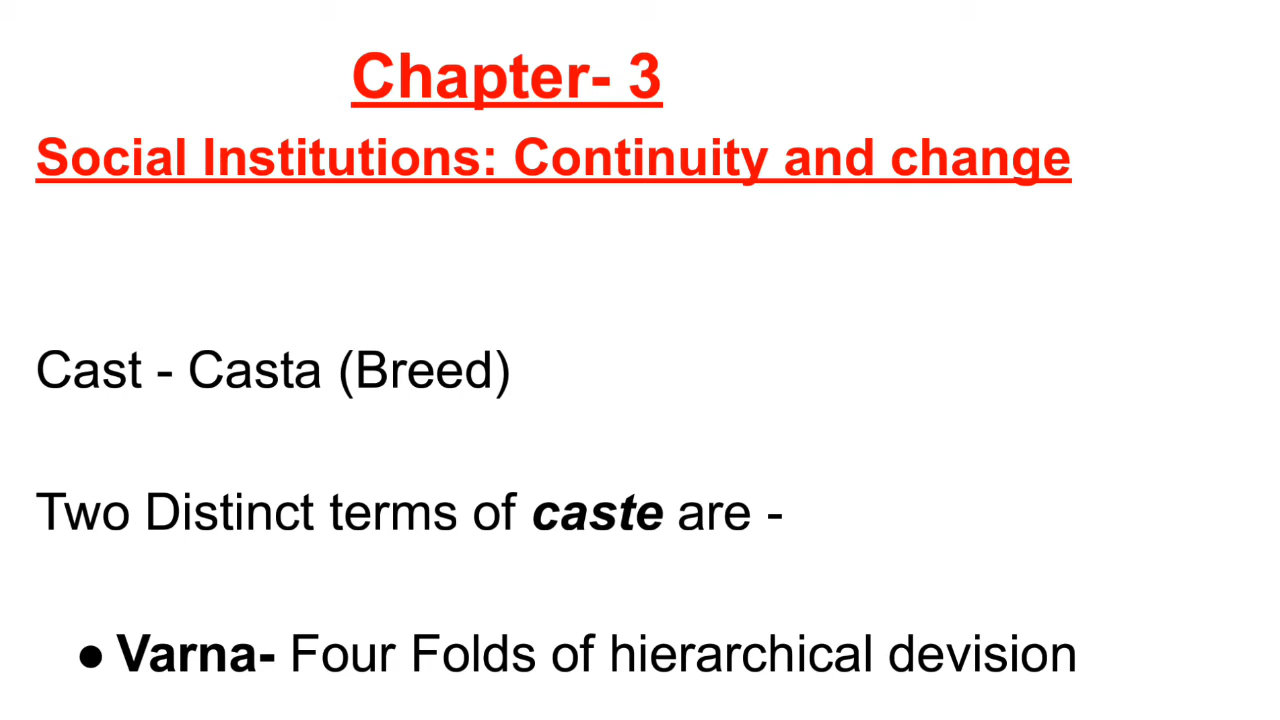 Chapter- 3
Social Institutions: Continuity and change
Cast - Casta (Breed)
Two Distinct terms of caste are -
● Varna- Four Folds of hierarchical devision